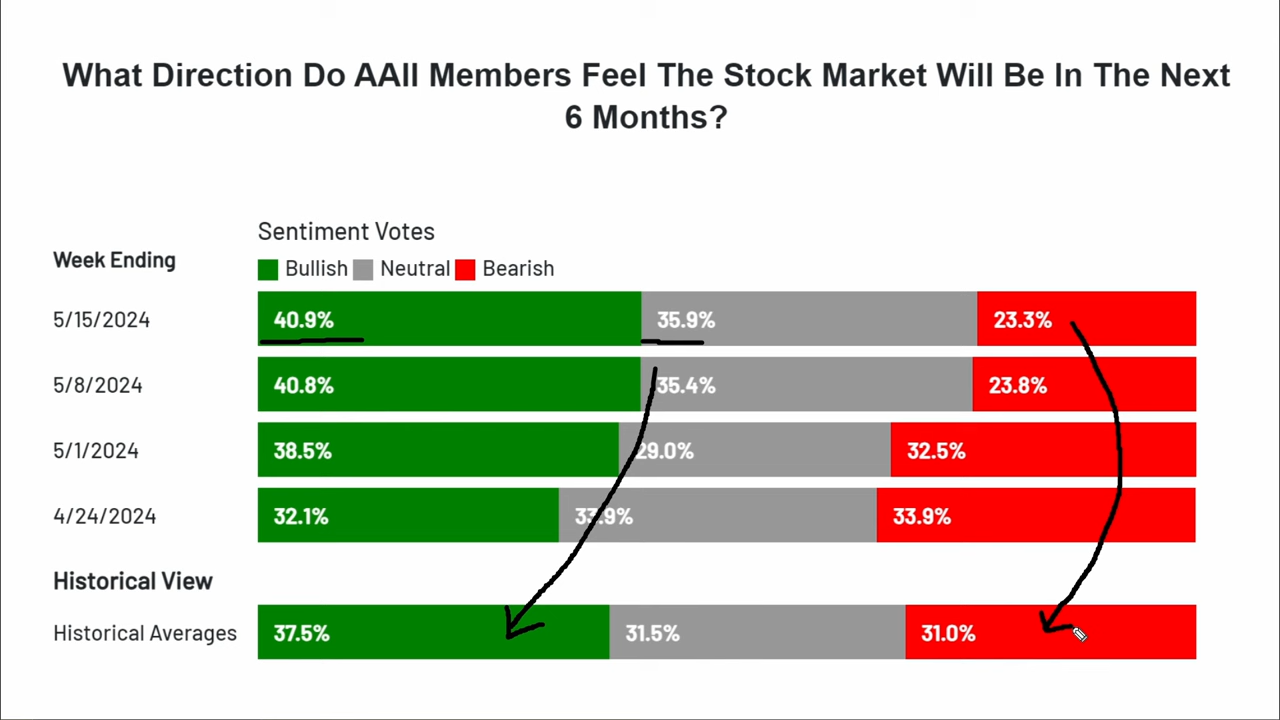 What Direction Do AAII Members Feel The Stock Market Will Be In The Next
6 Months?
Sentiment Votes
Week Ending
Bullish Neutral Bearish
5/15/2024 40.9% 35.9% 23.3%
5/8/2024 40.8% 35.4% 23.8%
5/1/2024 38.5% 29.0% 32.5%
4/24/2024 32.1% 33.9% 33.9%
Historical View
Historical Averages 37.5% 31.5% 31.0%